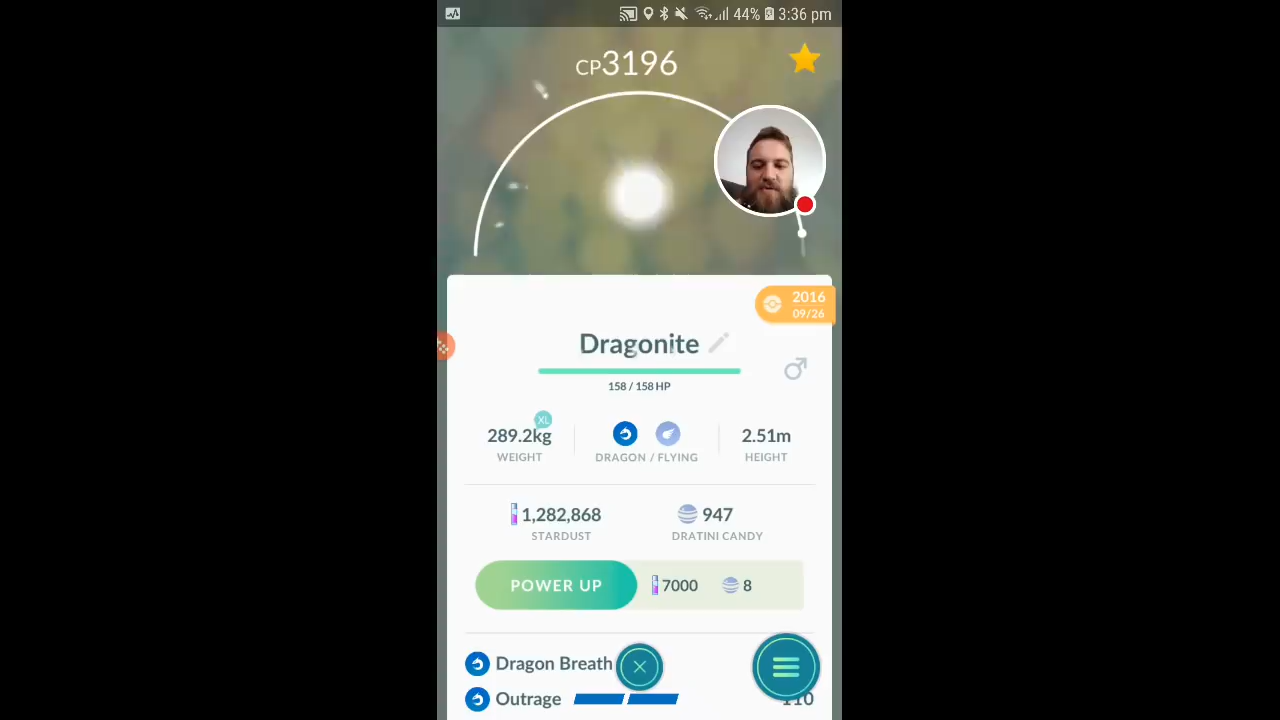 44% 3:36 pm
CP3196
2016
09/26
Dragonite
158 / 158 HP
XL
289.2kg
WEIGHT
DRAGON / FLYING
2.51m
HEIGHT
1,282,868
STARDUST
947
DRATINI CANDY
POWER UP
7000
8
Dragon Breath
Outrage
110